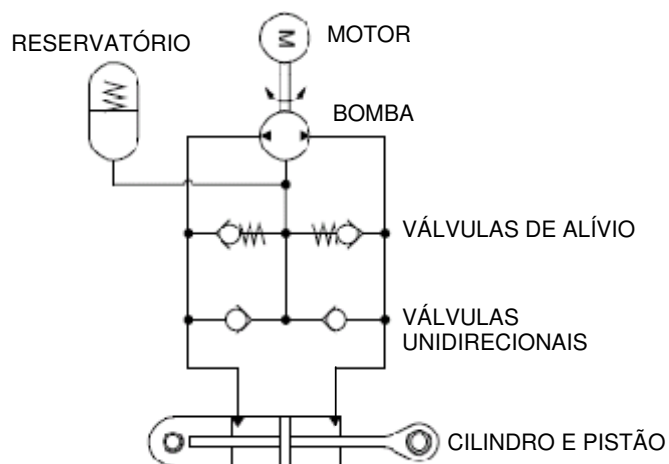 RESERVATÓRIO
M
MOTOR
BOMBA
VÁLVULAS DE ALÍVIO
VÁLVULAS
UNIDIRECIONAIS
CILINDRO E PISTÃO